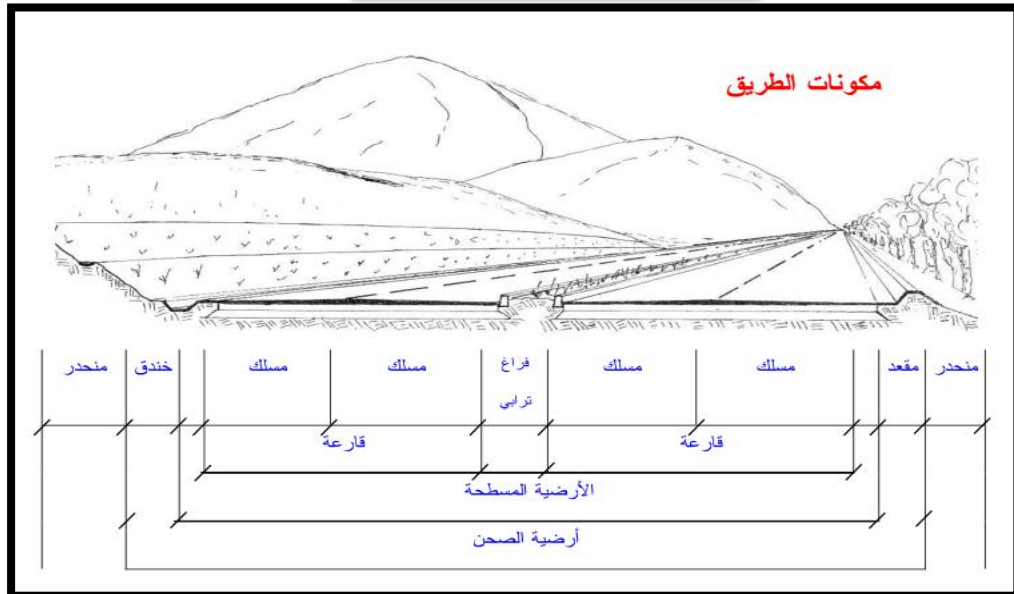 مكونات الطريق
منحدر مقعد مسلك مسلك فراغ مسلك مسلك خندق منحدر
ترابي
قارعة قارعة
الأرضية المسطحة
أرضية الصحن